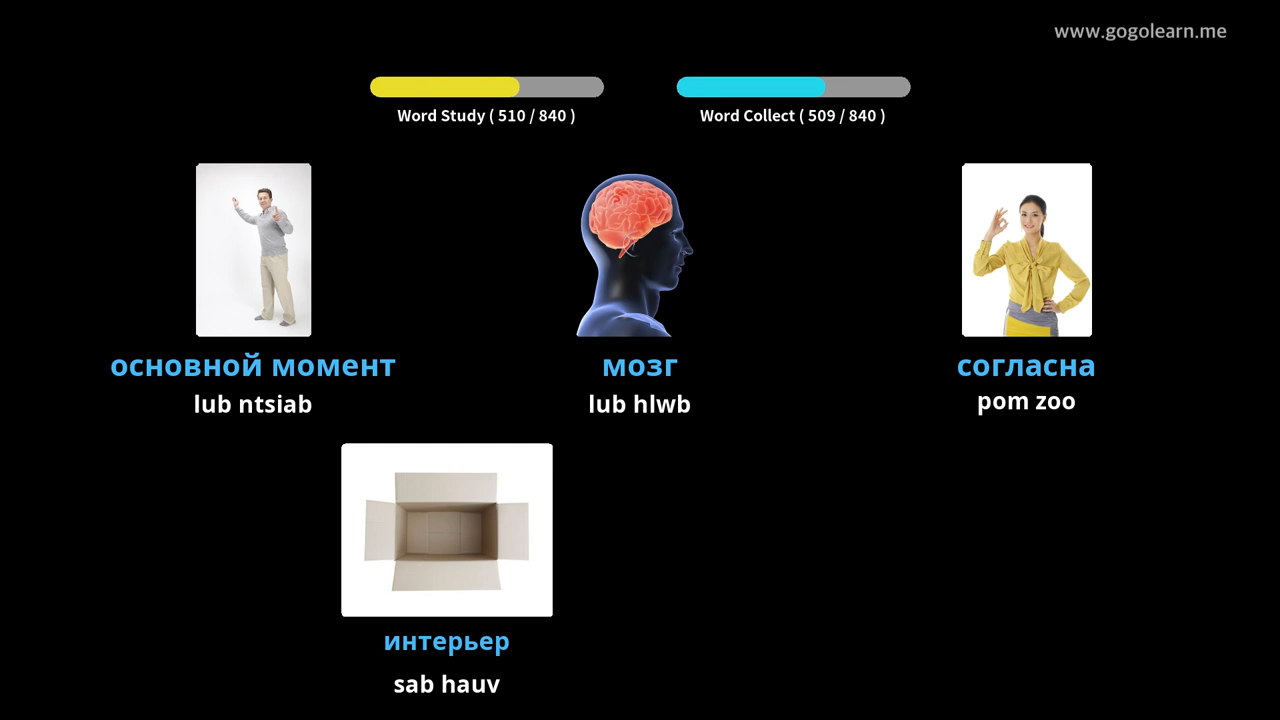 www.gogolearn.me
Word Study ( 510 / 840 )
Word Collect ( 509 / 840 )
основной момент
lub ntsiab
мозг
lub hlwb
согласна
pom zoo
интерьер
sab hauv